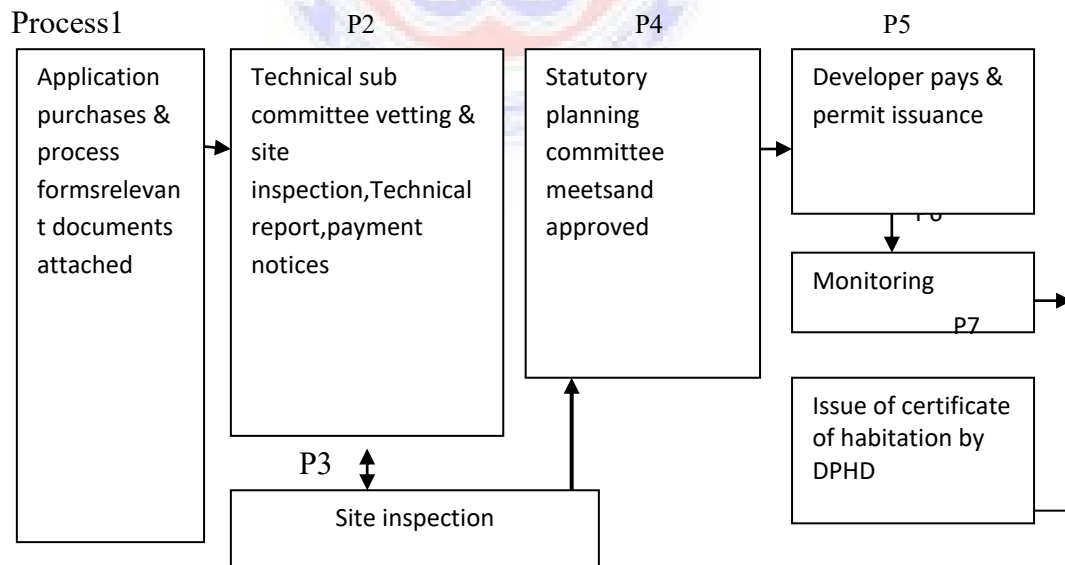 Process1
P2
P4
P5
Application
purchases &
process
formsrelevan
t documents
attached
Technical sub
committee vetting &
site
inspection,Technical
report,payment
notices
Statutory
planning
committee
meetsand
approved
Developer pays &
permit issuance
P6
Monitoring
P7
Issue of certificate
of habitation by
DPHD
P3
Site inspection